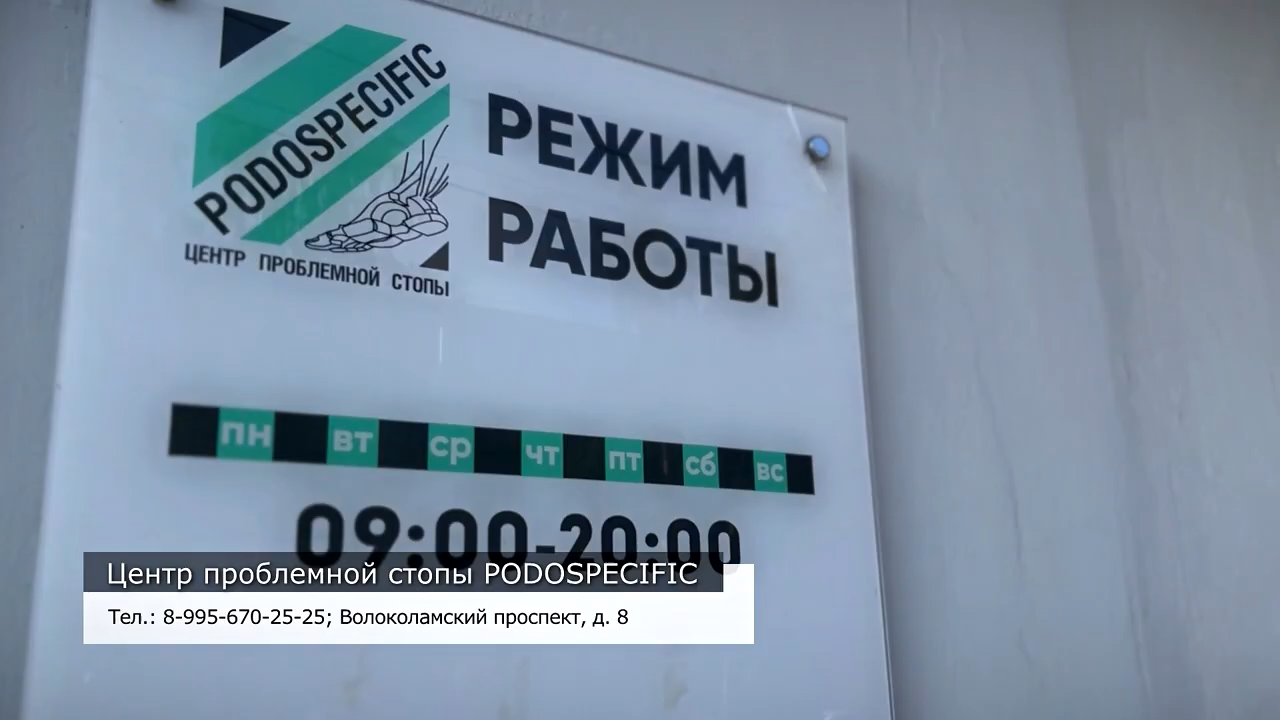 PODOSPECIFIC
ЦЕНТР ПРОБЛЕМНОЙ СТОПЫ
РЕЖИМ
РАБОТЫ
пн вт ср чт пт сб вс
09:00-20:00
Центр проблемной стопы PODOSPECIFIC
Тел.: 8-995-670-25-25; Волоколамский проспект, д. 8